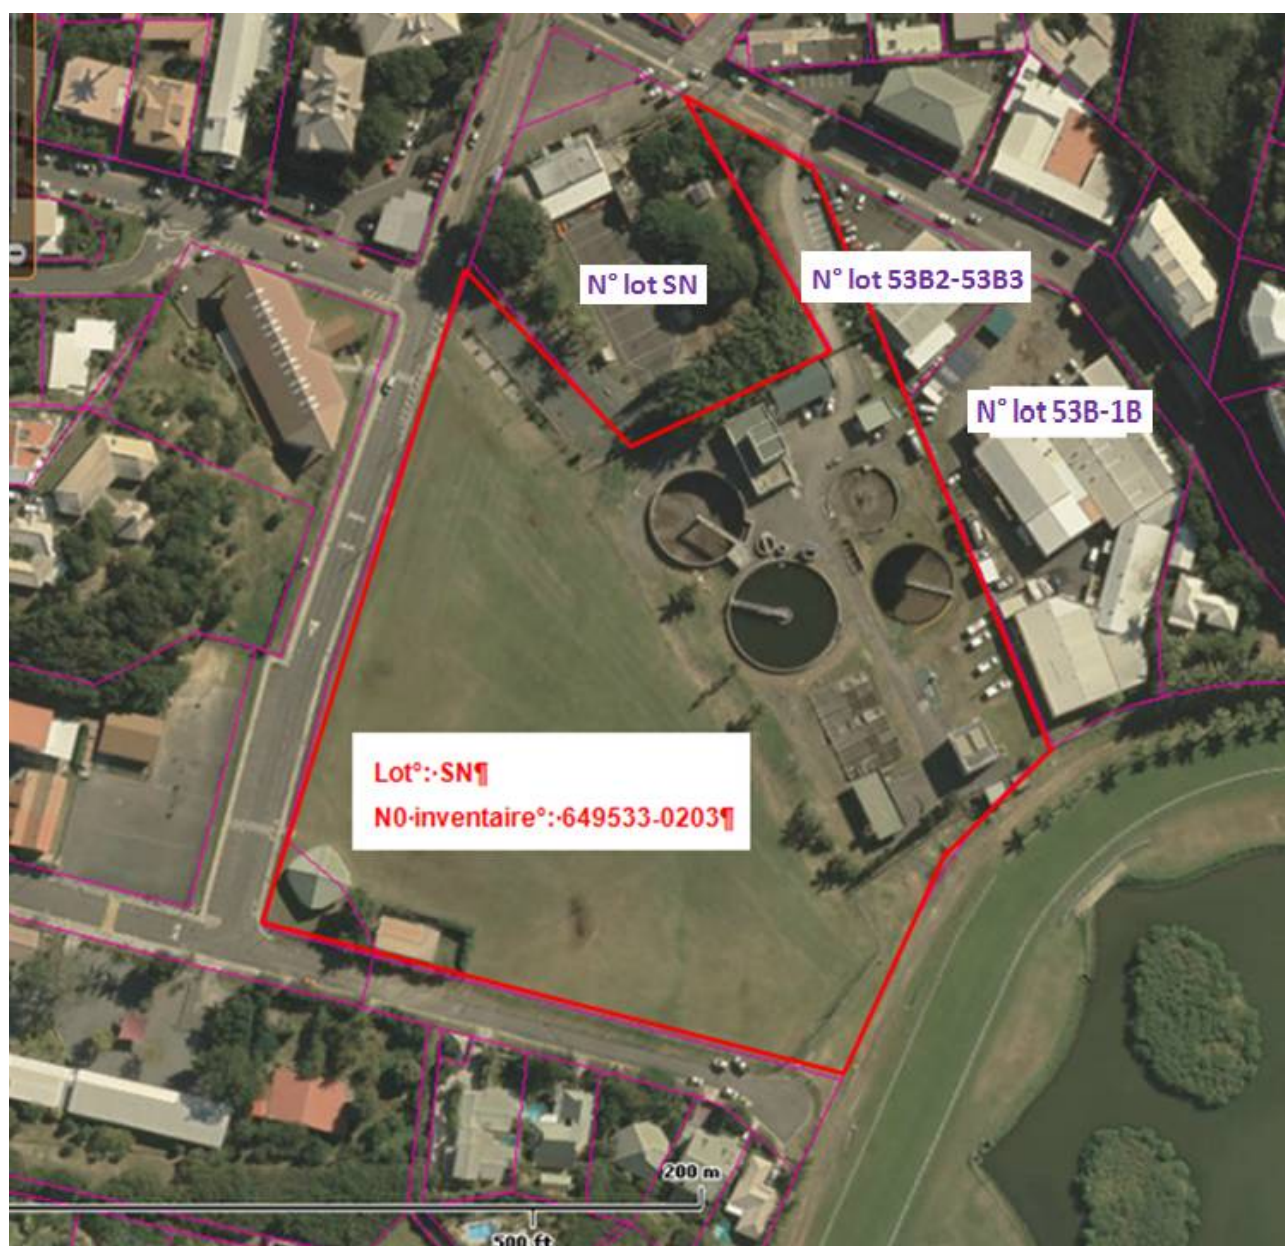 N° lot SN
N° lot 53B2-53B3
N° lot 53B-1B
Lot°:·SN¶
N0·inventaire°:·649533-0203¶
200 m
500 ft